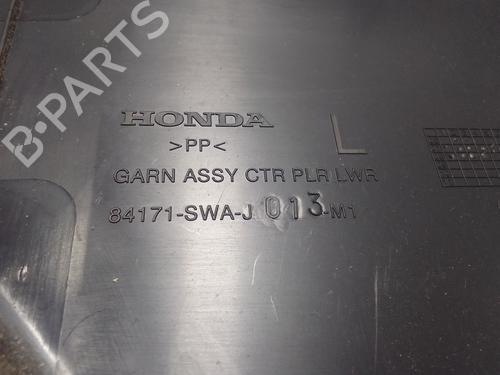 B-PARTS
HONDA
>PP<
L
GARN ASSY CTR PLR LWR
84171-SWA-J 013-M1